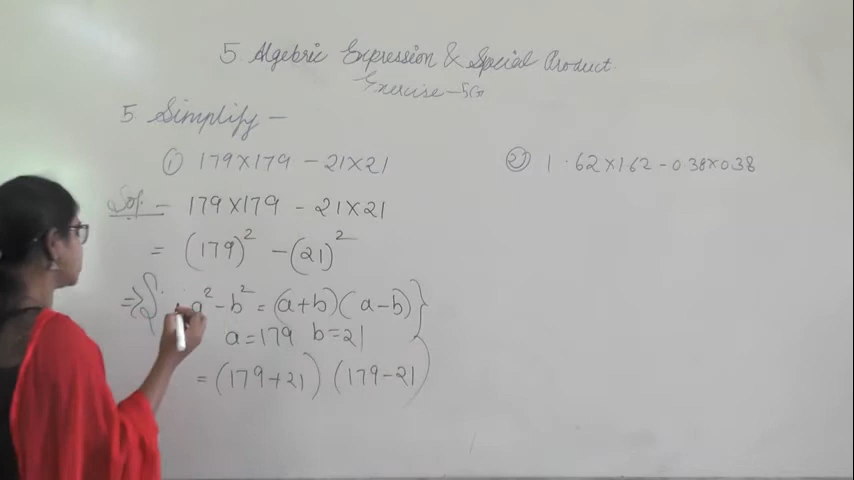 5 Algebric Expression & Special Product
Exercise-5G
5 Simplify -
① 179×179 - 21×21
② 1.62×1.62 - 0.38×0.38
Sol. - 179×179 - 21×21
= (179)² - (21)²
⇒ { a² - b² = (a+b)(a-b) }
a=179 b=21
= (179+21) (179-21)